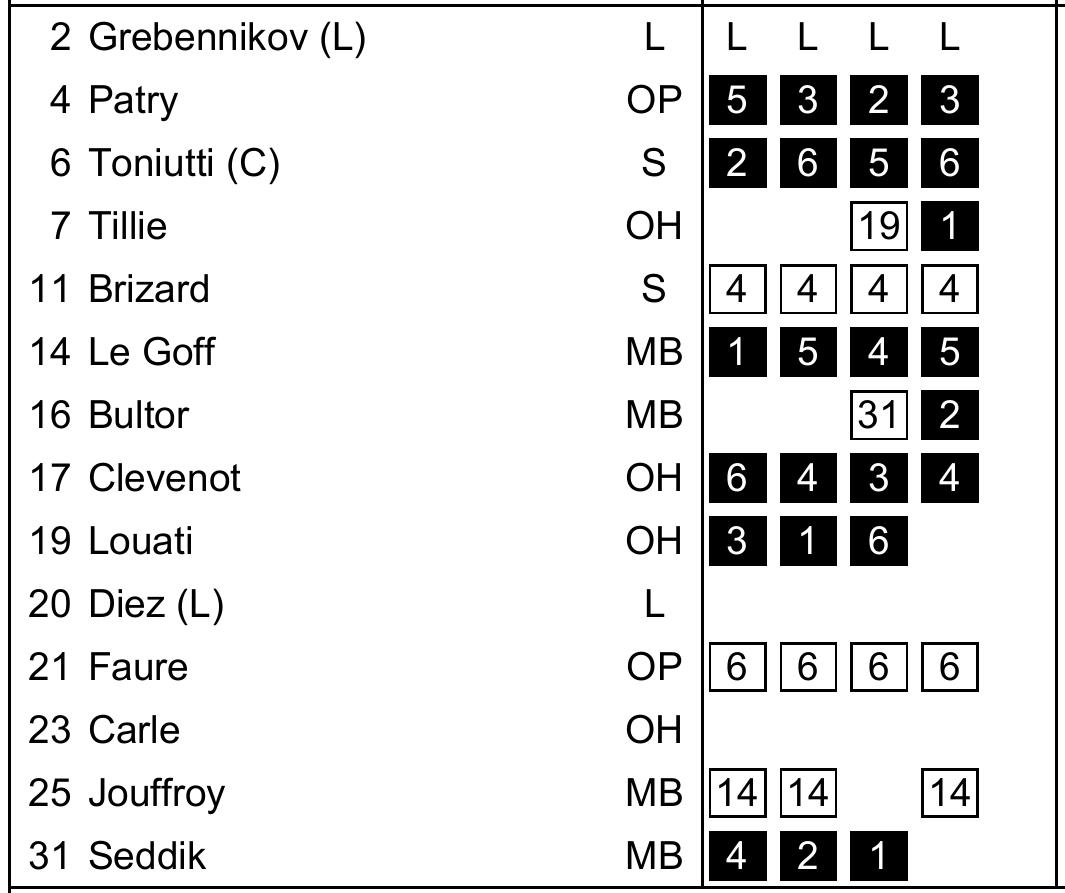 2 Grebennikov (L) L L L L L
4 Patry OP 5 3 2 3
6 Toniutti (C) S 2 6 5 6
7 Tillie OH 19 1
11 Brizard S 4 4 4 4
14 Le Goff MB 1 5 4 5
16 Bultor MB 31 2
17 Clevenot OH 6 4 3 4
19 Louati OH 3 1 6
20 Diez (L) L
21 Faure OP 6 6 6 6
23 Carle OH
25 Jouffroy MB 14 14 14
31 Seddik MB 4 2 1